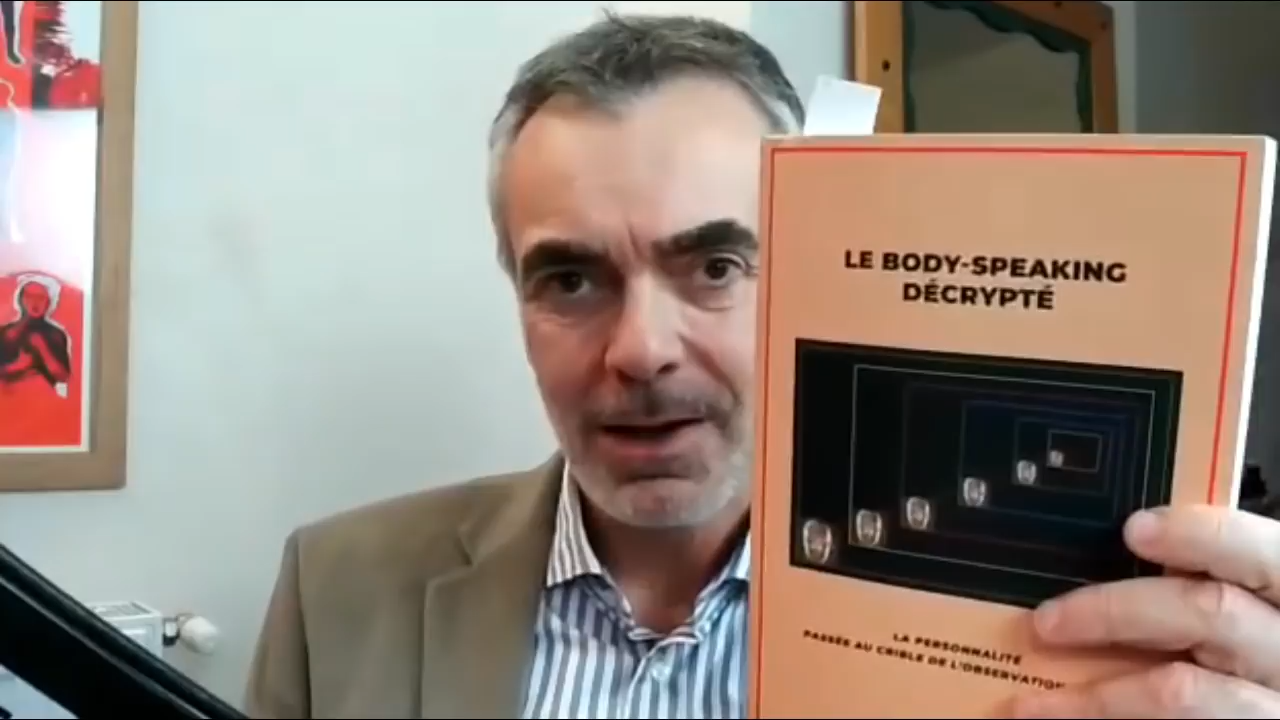 LE BODY-SPEAKING
DÉCRYPTÉ
LA PERSONNALITÉ
PASSÉE AU CRIBLE DE L'OBSERVATION